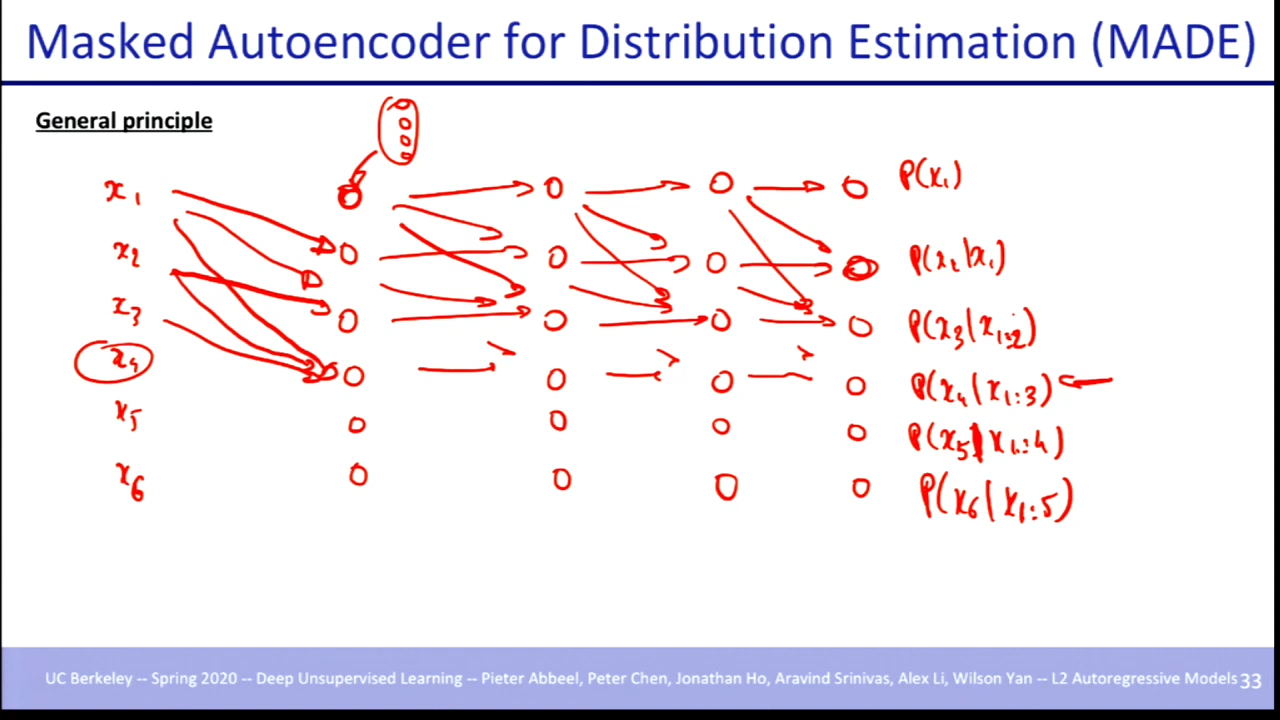 Masked Autoencoder for Distribution Estimation (MADE)
General principle
x1 P(x1)
x2 P(x2|x1)
x3 P(x3|x1:2)
x4 P(x4|x1:3)
x5 P(x5|x1:4)
x6 P(x6|x1:5)
UC Berkeley -- Spring 2020 -- Deep Unsupervised Learning -- Pieter Abbeel, Peter Chen, Jonathan Ho, Aravind Srinivas, Alex Li, Wilson Yan -- L2 Autoregressive Models 33